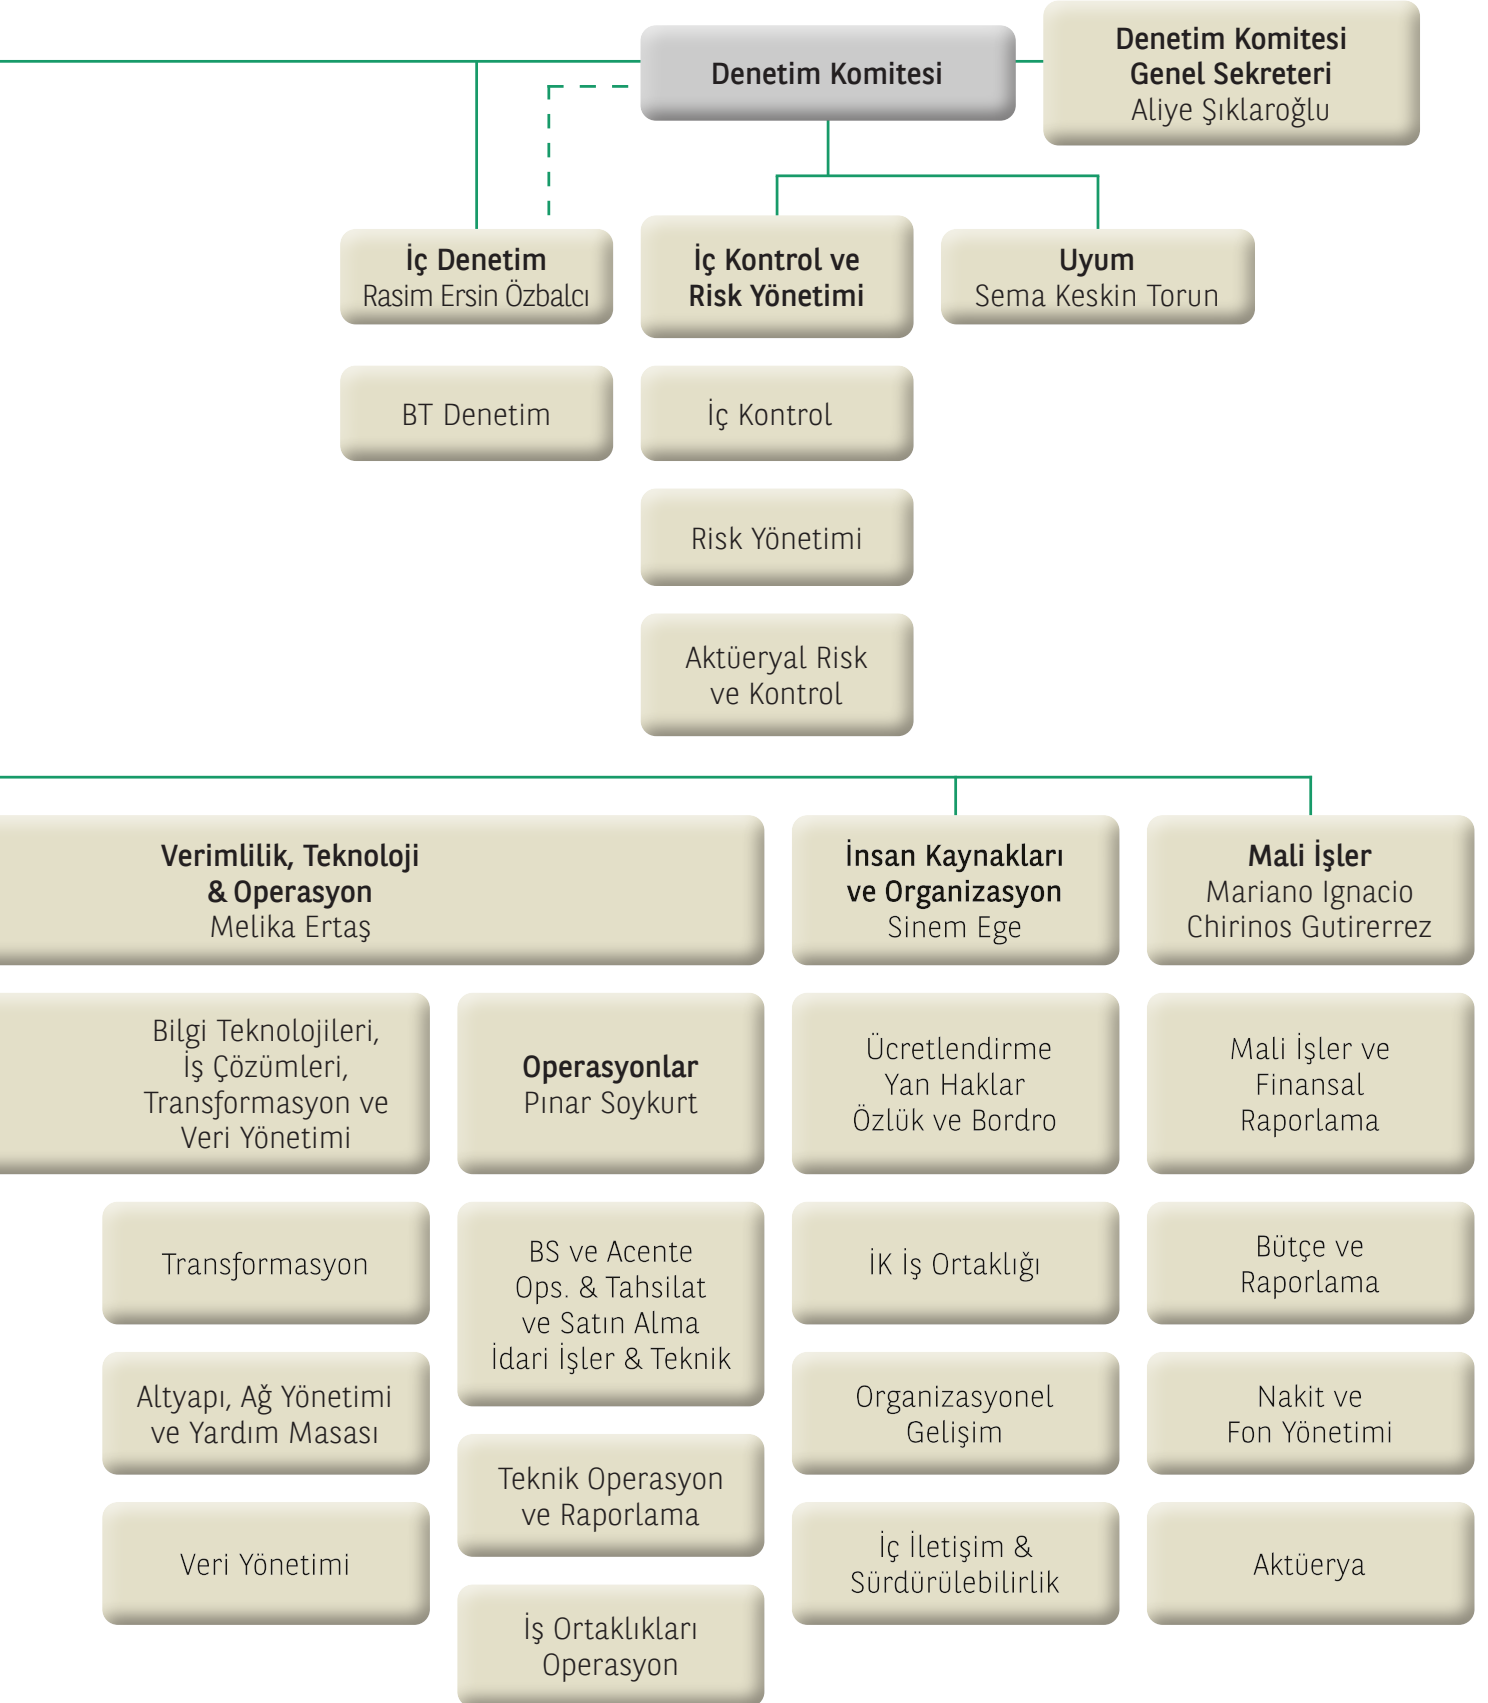 Denetim Komitesi
Denetim Komitesi
Genel Sekreteri
Aliye Şıklaroğlu
İç Denetim
Rasim Ersin Özbalcı
İç Kontrol ve
Risk Yönetimi
Uyum
Sema Keskin Torun
BT Denetim
İç Kontrol
Risk Yönetimi
Aktüeryal Risk
ve Kontrol
Verimlilik, Teknoloji
& Operasyon
Melika Ertaş
İnsan Kaynakları
ve Organizasyon
Sinem Ege
Mali İşler
Mariano Ignacio
Chirinos Gutirerrez
Bilgi Teknolojileri,
İş Çözümleri,
Transformasyon ve
Veri Yönetimi
Operasyonlar
Pınar Soykurt
Ücretlendirme
Yan Haklar
Özlük ve Bordro
Mali İşler ve
Finansal
Raporlama
Transformasyon
BS ve Acente
Ops. & Tahsilat
ve Satın Alma
İdari İşler & Teknik
İK İş Ortaklığı
Bütçe ve
Raporlama
Altyapı, Ağ Yönetimi
ve Yardım Masası
Organizasyonel
Gelişim
Nakit ve
Fon Yönetimi
Teknik Operasyon
ve Raporlama
Veri Yönetimi
İç İletişim &
Sürdürülebilirlik
Aktüerya
İş Ortaklıkları
Operasyon